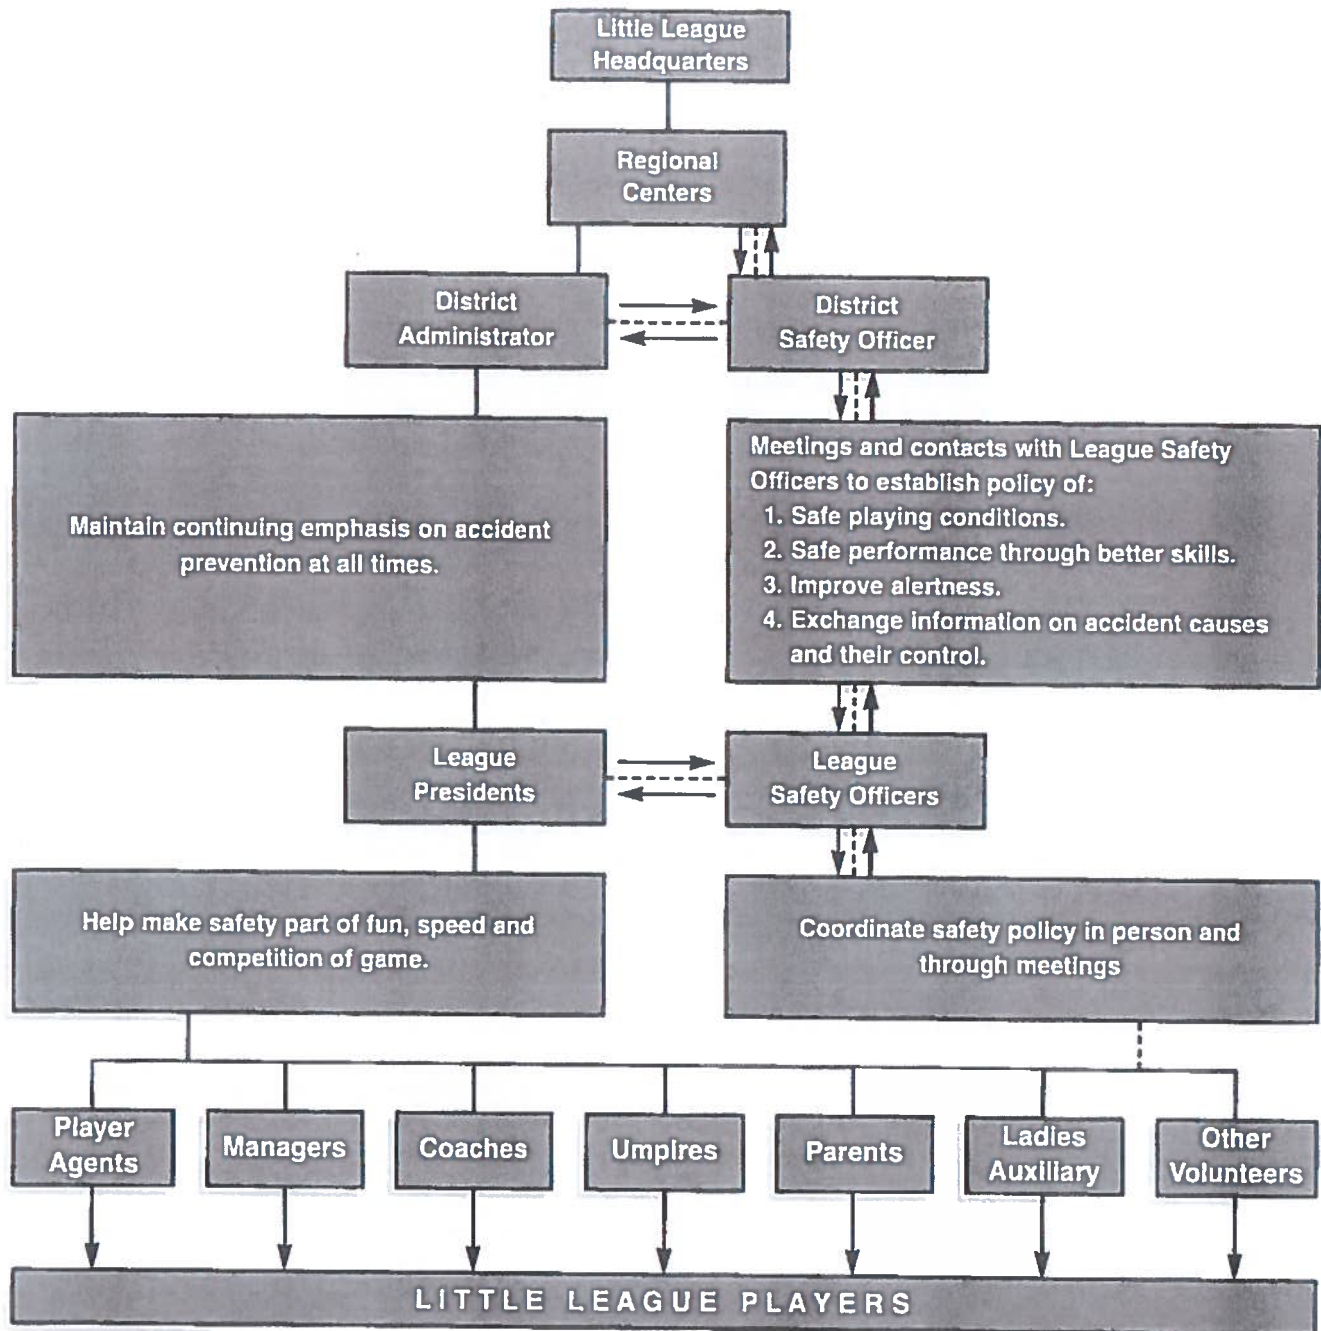 Little League
Headquarters
Regional
Centers
District
Administrator
District
Safety Officer
Maintain continuing emphasis on accident
prevention at all times.
Meetings and contacts with League Safety
Officers to establish policy of:
1. Safe playing conditions.
2. Safe performance through better skills.
3. Improve alertness.
4. Exchange information on accident causes
and their control.
League
Presidents
League
Safety Officers
Help make safety part of fun, speed and
competition of game.
Coordinate safety policy in person and
through meetings
Player
Agents
Managers
Coaches
Umpires
Parents
Ladies
Auxiliary
Other
Volunteers
LITTLE LEAGUE PLAYERS